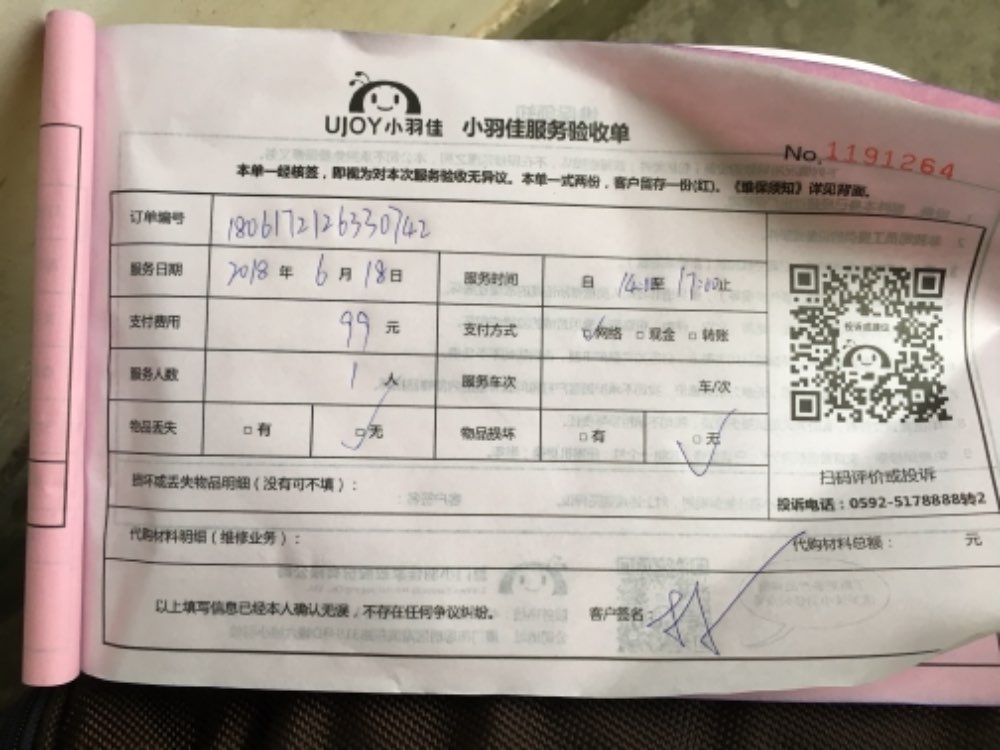 UJOY小羽佳 小羽佳服务验收单
No.1191264
本单一经核签，即视为对本次服务验收无异议。本单一式两份，客户留存一份(红)。《维保须知》详见背面。
订单编号 1806172126330742
服务日期 2018 年 6 月 18 日 服务时间 日 14:0至 17:00止
支付费用 99 元 支付方式 □网络 □现金 □转账
服务人数 1 人 服务车次 车/次
物品丢失 □有 □无 物品损坏 □有 □无
投诉或建议
扫码评价或投诉
投诉电话：0592-5178888转2
损坏或丢失物品明细（没有可不填）：
代购材料明细（维修业务）： 代购材料总额： 元
以上填写信息已经本人确认无误，不存在任何争议纠纷。 客户签名：